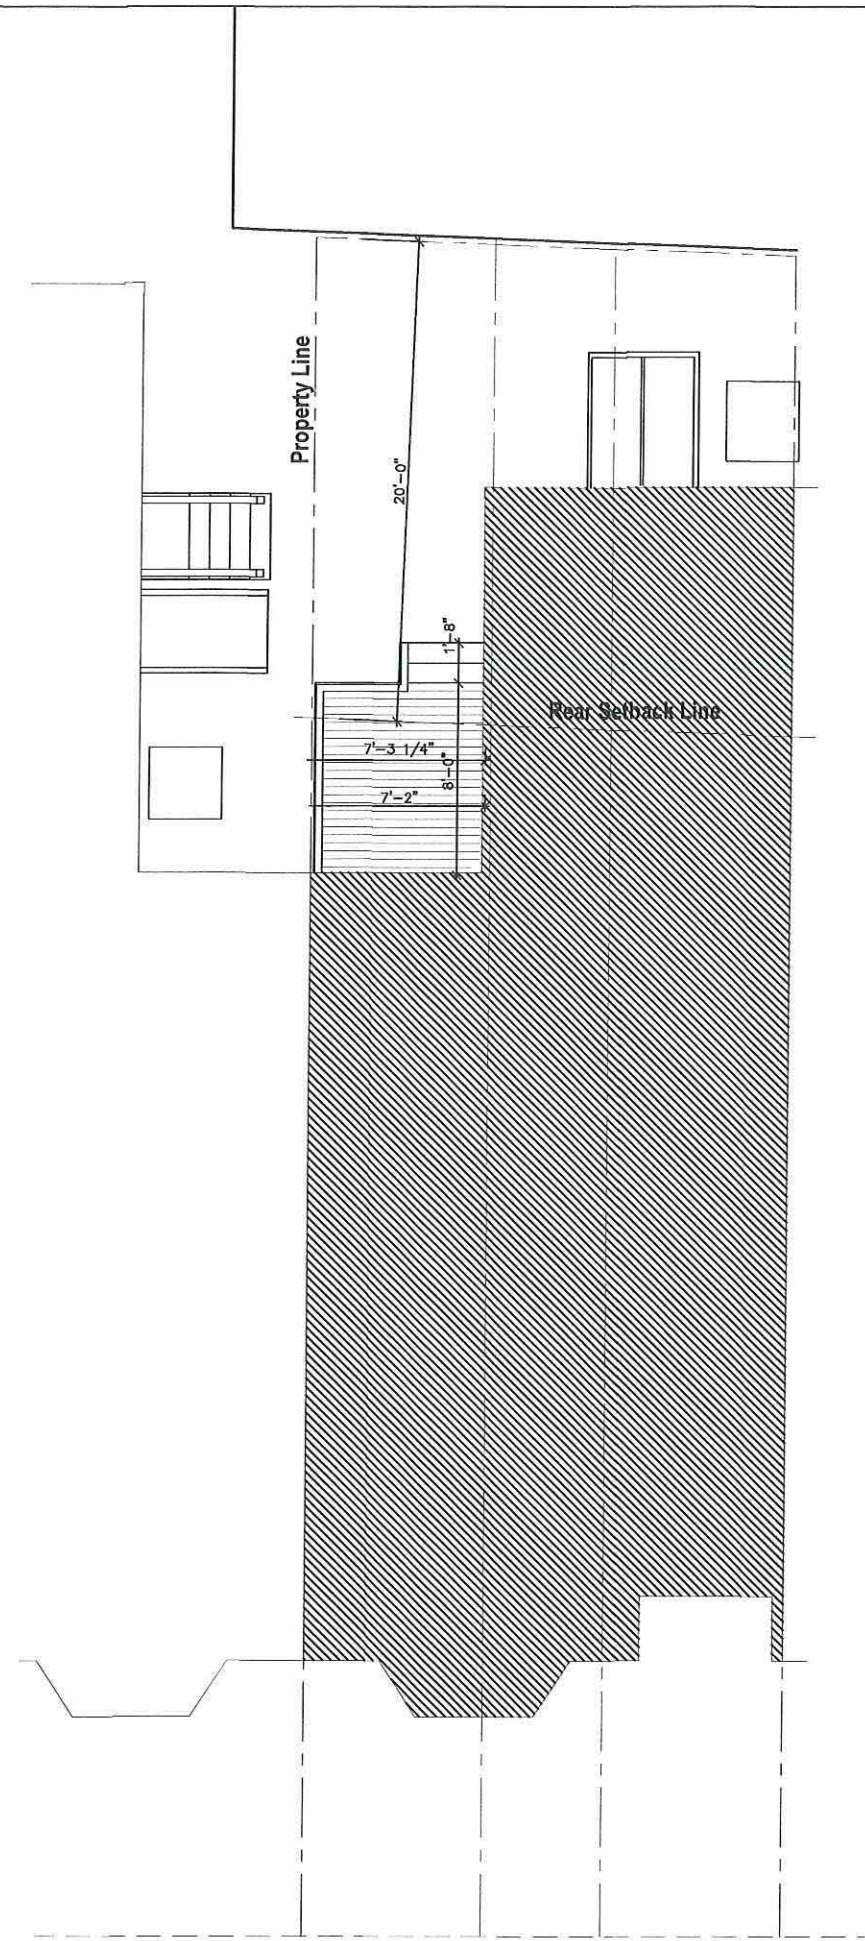 Property Line
20'-0"
1'-8"
Rear Setback Line
7'-3 1/4"
8'-0"
7'-2"